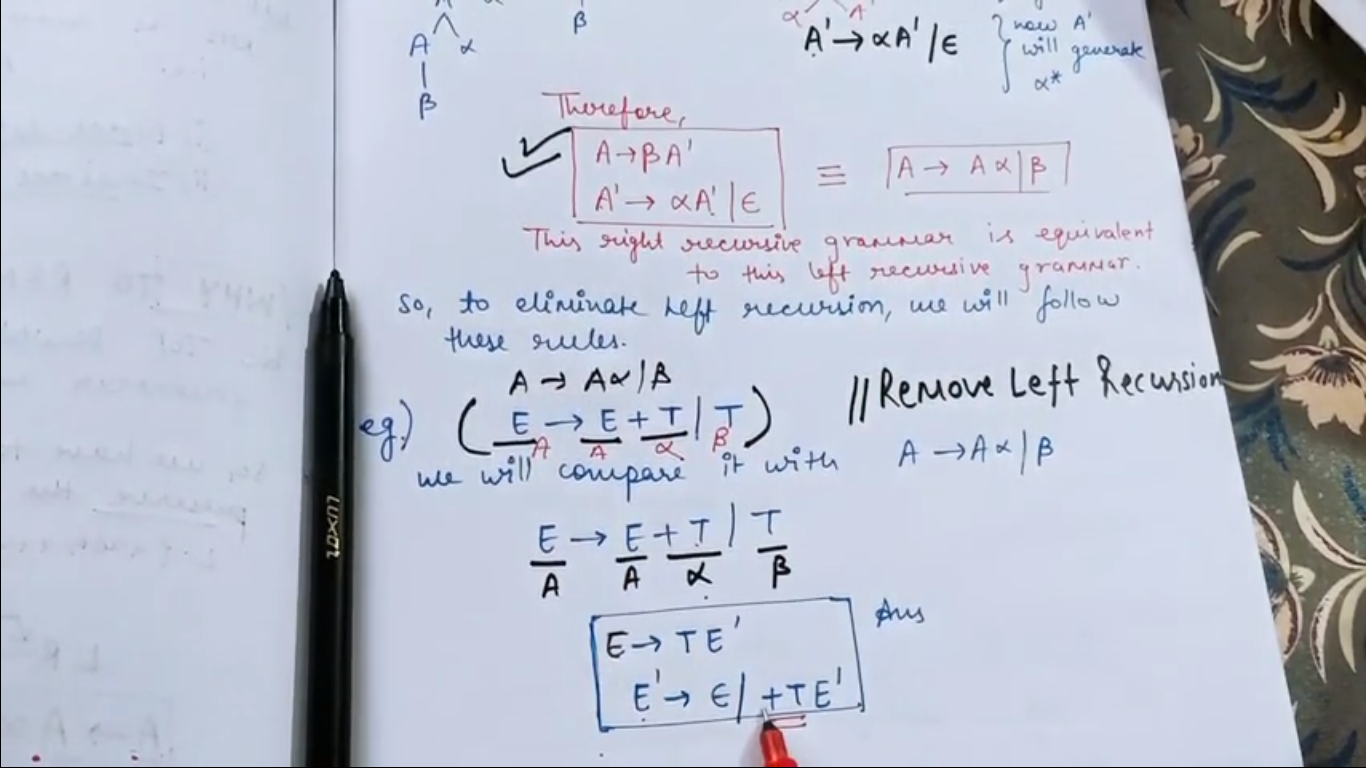 A α
β
β
α A'
A' → αA' / ϵ
now A'
will generate
α*
Therefore,
A → βA'
A' → αA' | ϵ
≡
A → Aα | β
This right recursive grammar is equivalent
to this left recursive grammar.
So, to eliminate left recursion, we will follow
these rules.
A → Aα | β
eg.) ( E → E + T | T )
A A α β
// Remove Left Recurssion
we will compare it with A → Aα | β
E → E + T | T
A A α β
E → TE'
E' → ϵ | +TE'
Ans
LUXOR